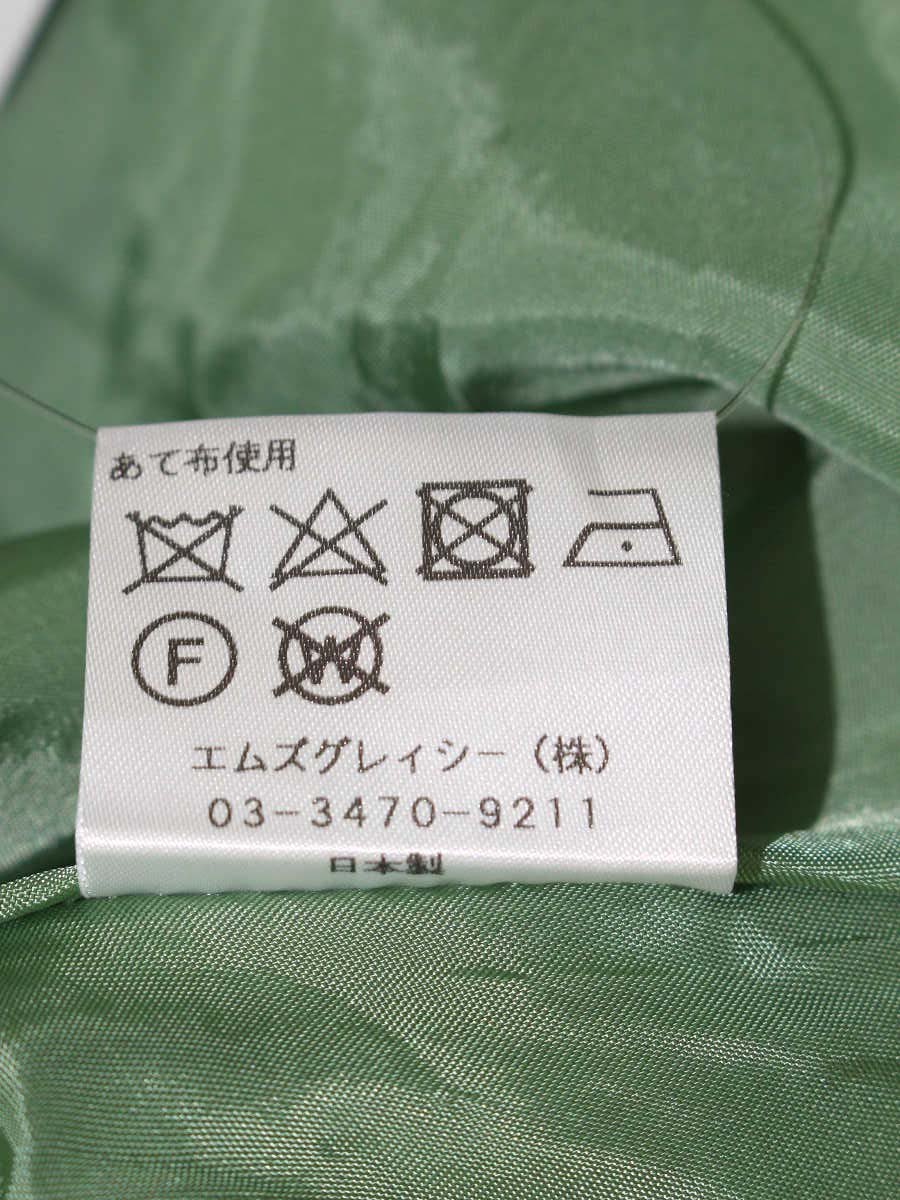 あて布使用
F
W
エムズグレイシー（株）
03-3470-9211
日本製